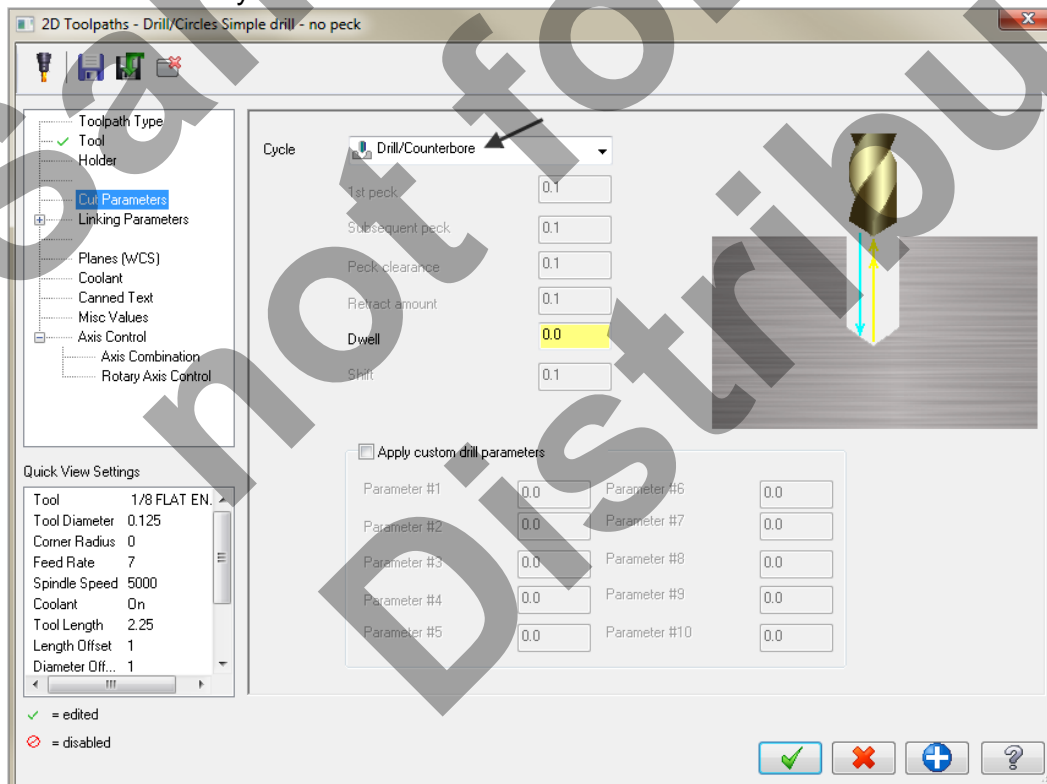 2D Toolpaths - Drill/Circles Simple drill - no peck
Toolpath Type
Tool
Holder
Cut Parameters
Linking Parameters
Planes (WCS)
Coolant
Canned Text
Misc Values
Axis Control
Axis Combination
Rotary Axis Control
Cycle Drill/Counterbore
1st peck 0.1
Subsequent peck 0.1
Peck clearance 0.1
Retract amount 0.1
Dwell 0.0
Shift 0.1
Apply custom drill parameters
Parameter #1 0.0 Parameter #6 0.0
Parameter #2 0.0 Parameter #7 0.0
Parameter #3 0.0 Parameter #8 0.0
Parameter #4 0.0 Parameter #9 0.0
Parameter #5 0.0 Parameter #10 0.0
Quick View Settings
Tool 1/8 FLAT EN.
Tool Diameter 0.125
Corner Radius 0
Feed Rate 7
Spindle Speed 5000
Coolant On
Tool Length 2.25
Length Offset 1
Diameter Off... 1
= edited
= disabled
not for
Distribu